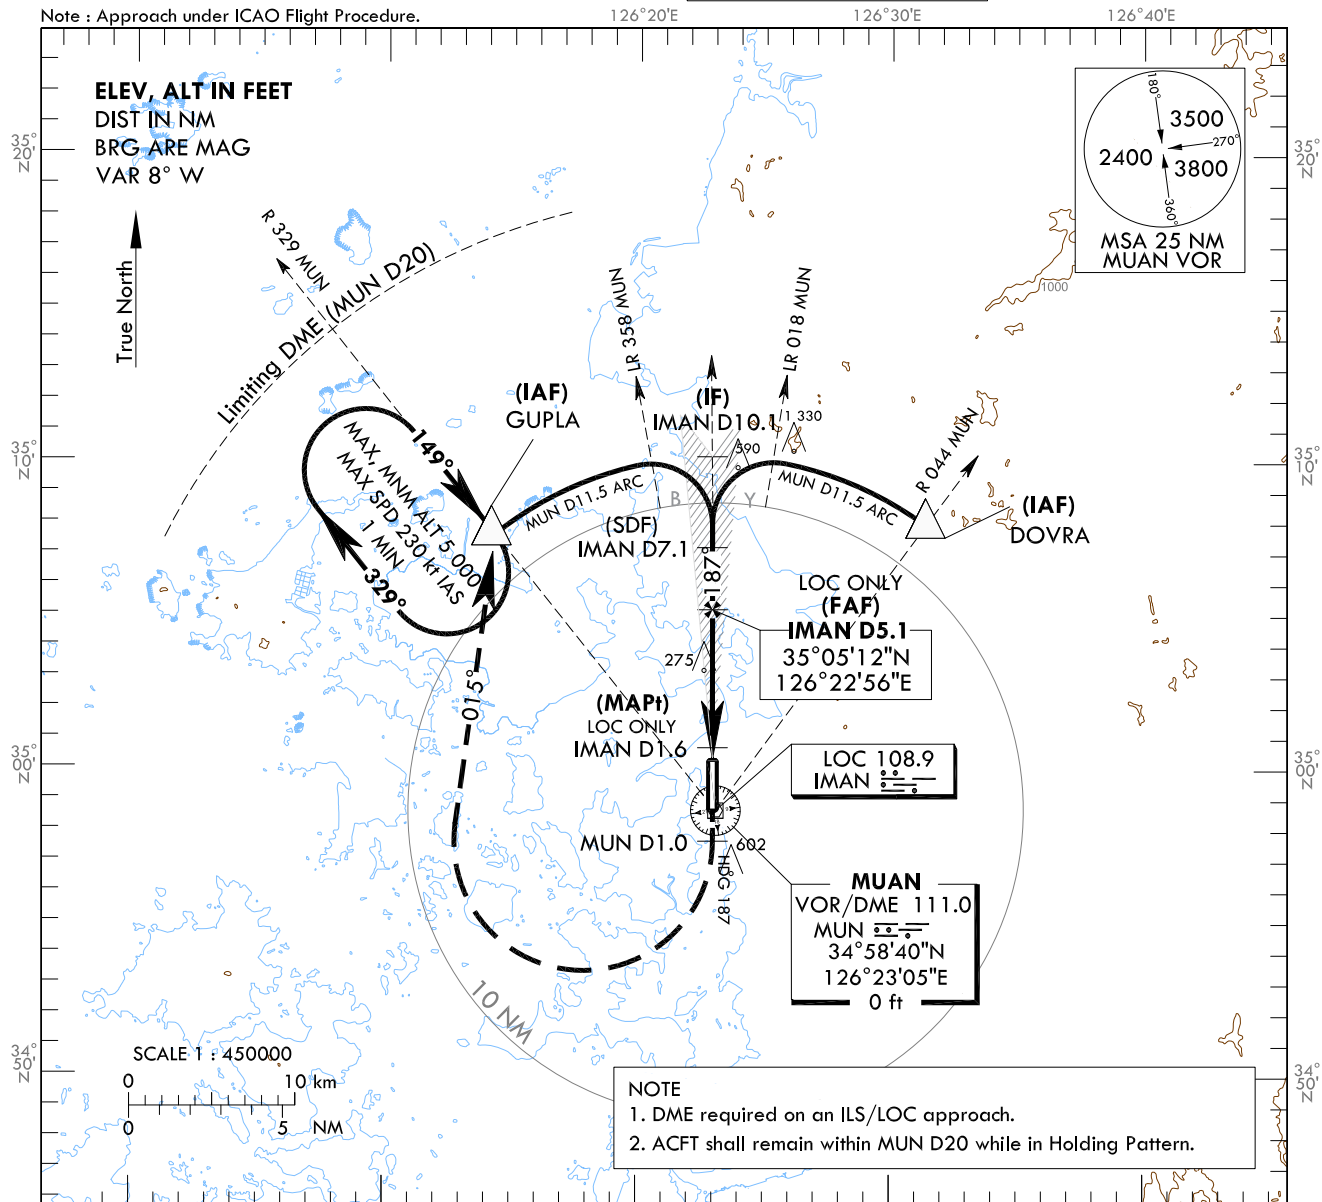 Note : Approach under ICAO Flight Procedure.
126°20'E
126°30'E
126°40'E
ELEV, ALT IN FEET
DIST IN NM
BRG ARE MAG
VAR 8° W
True North
35°
20'
N
35°
20'
N
180°
3500
270°
2400
3800
360°
MSA 25 NM
MUAN VOR
1000
R 329 MUN
Limiting DME (MUN D20)
LR 358 MUN
LR 018 MUN
(IAF)
GUPLA
(IF)
IMAN D10.1
1 330
590
R 044 MUN
149°
MAX, MNM ALT 5 000
MAX SPD 230 kt IAS
1 MIN
329°
35°
10'
N
35°
10'
N
MUN D11.5 ARC
B
Y
MUN D11.5 ARC
(IAF)
DOVRA
(SDF)
IMAN D7.1
187°
LOC ONLY
(FAF)
IMAN D5.1
35°05'12"N
126°22'56"E
275
015°
(MAPt)
LOC ONLY
IMAN D1.6
LOC 108.9
IMAN
35°
00'
N
35°
00'
N
MUN D1.0
602
HDG 187
MUAN
VOR/DME 111.0
MUN
34°58'40"N
126°23'05"E
0 ft
10 NM
34°
50'
N
34°
50'
N
SCALE 1 : 450000
0
10 km
0
5
NM
NOTE
1. DME required on an ILS/LOC approach.
2. ACFT shall remain within MUN D20 while in Holding Pattern.